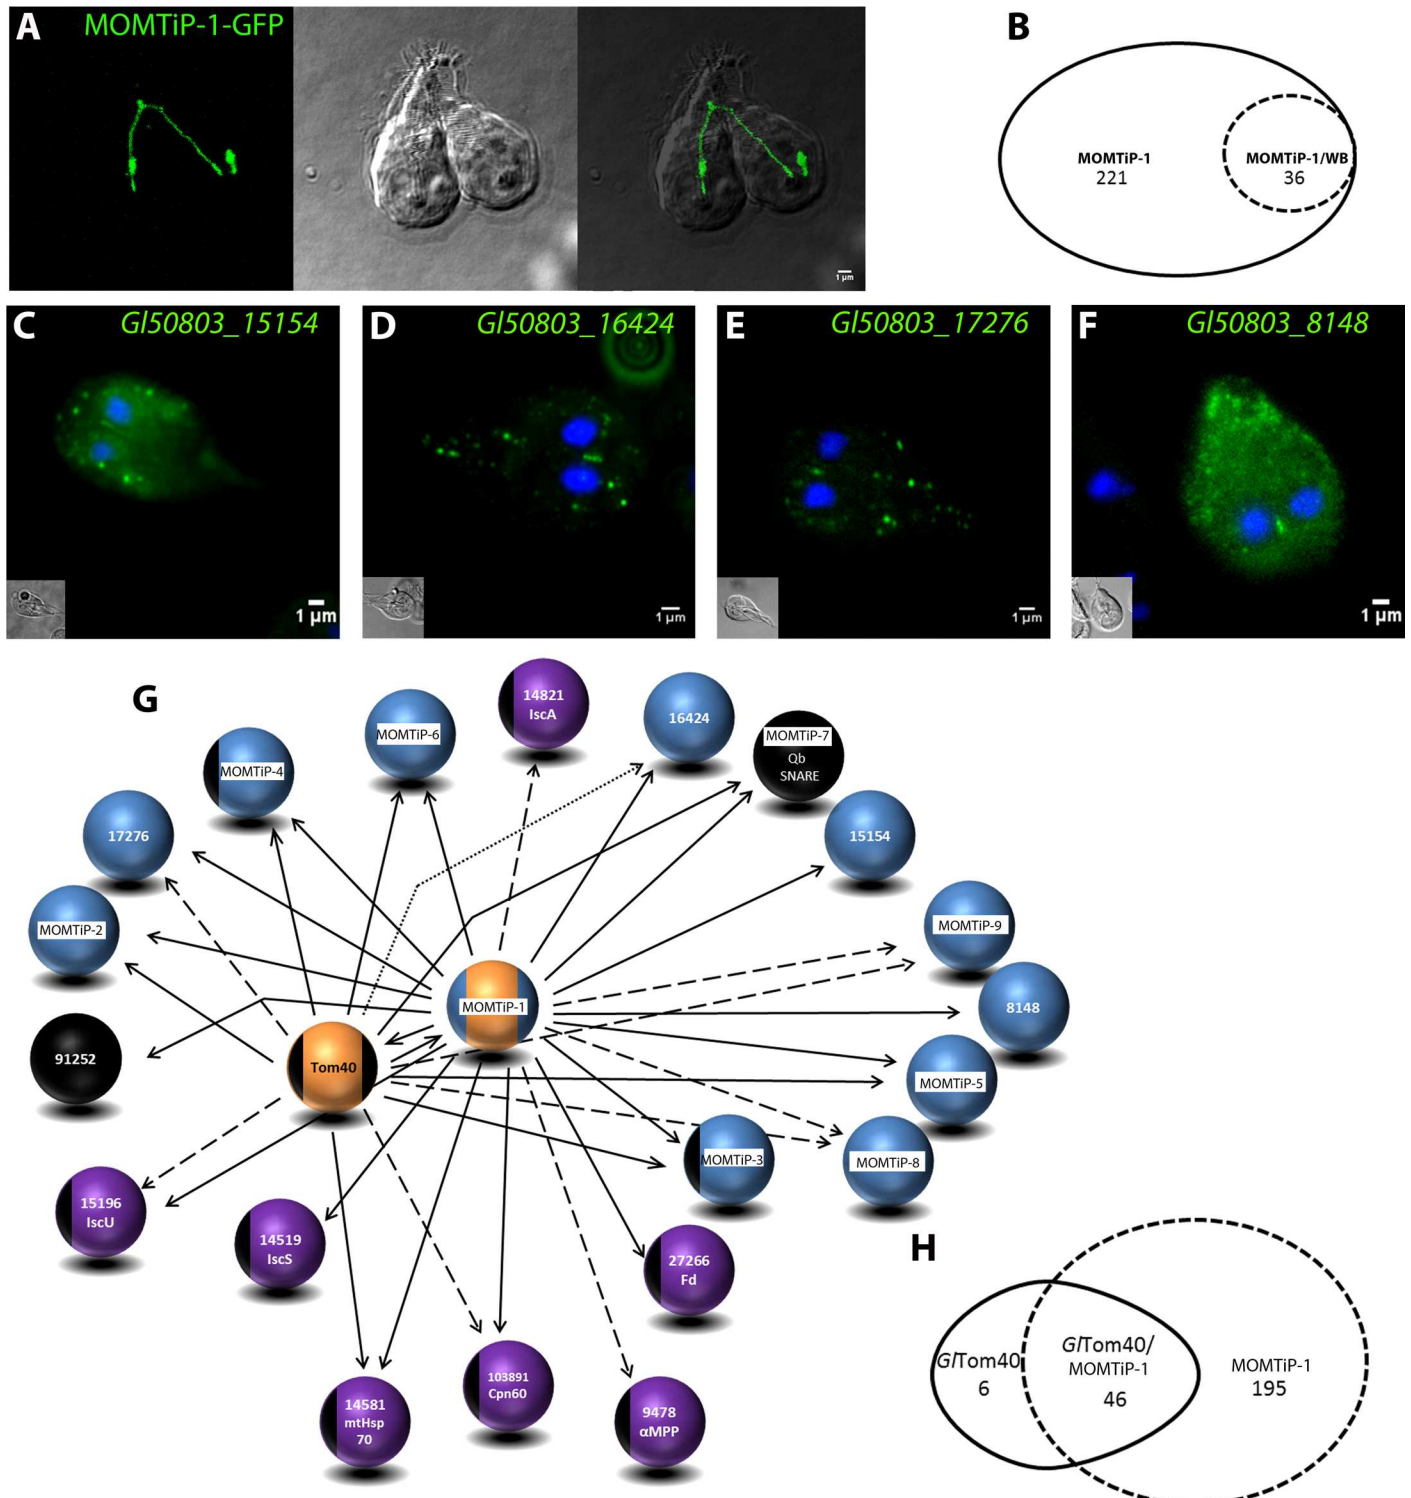 A
MOMTiP-1-GFP
1 µm
B
MOMTiP-1
221
MOMTiP-1/WB
36
C
Gl50803_15154
1 µm
D
Gl50803_16424
1 µm
E
Gl50803_17276
1 µm
F
Gl50803_8148
1 µm
G
14821
IscA
16424
MOMTiP-6
MOMTiP-7
Qb
SNARE
MOMTiP-4
17276
15154
MOMTiP-2
MOMTiP-9
MOMTiP-1
8148
91252
Tom40
MOMTiP-5
MOMTiP-3
MOMTiP-8
15196
IscU
14519
IscS
27266
Fd
14581
mtHsp
70
103891
Cpn60
9478
αMPP
H
GlTom40
6
GlTom40/
MOMTiP-1
46
MOMTiP-1
195